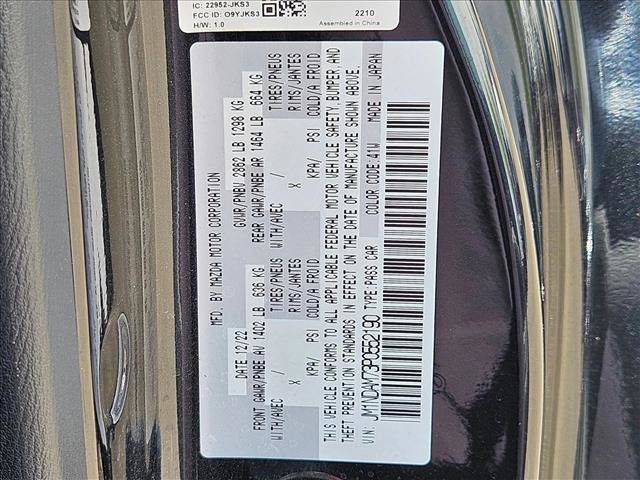 IC: 22952-JKS3
FCC ID: O9YJKS3
H/W: 1.0
2210
Assembled in China
MFD. BY MAZDA MOTOR CORPORATION
DATE 12/22 GVWR/PNBV 2862 LB 1298 KG
FRONT GAWR/PNBE AV 1402 LB 636 KG REAR GAWR/PNBE AR 1464 LB 664 KG
WITH/AVEC / TIRES/PNEUS WITH/AVEC / TIRES/PNEUS
X RIMS/JANTES X RIMS/JANTES
KPA/ PSI COLD/A FROID KPA/ PSI COLD/A FROID
THIS VEHICLE CONFORMS TO ALL APPLICABLE FEDERAL MOTOR VEHICLE SAFETY, BUMPER, AND
THEFT PREVENTION STANDARDS IN EFFECT ON THE DATE OF MANUFACTURE SHOWN ABOVE.
VIN: JM1NDAM73P0552190 TYPE: PASS CAR COLOR CODE: 41W MADE IN JAPAN